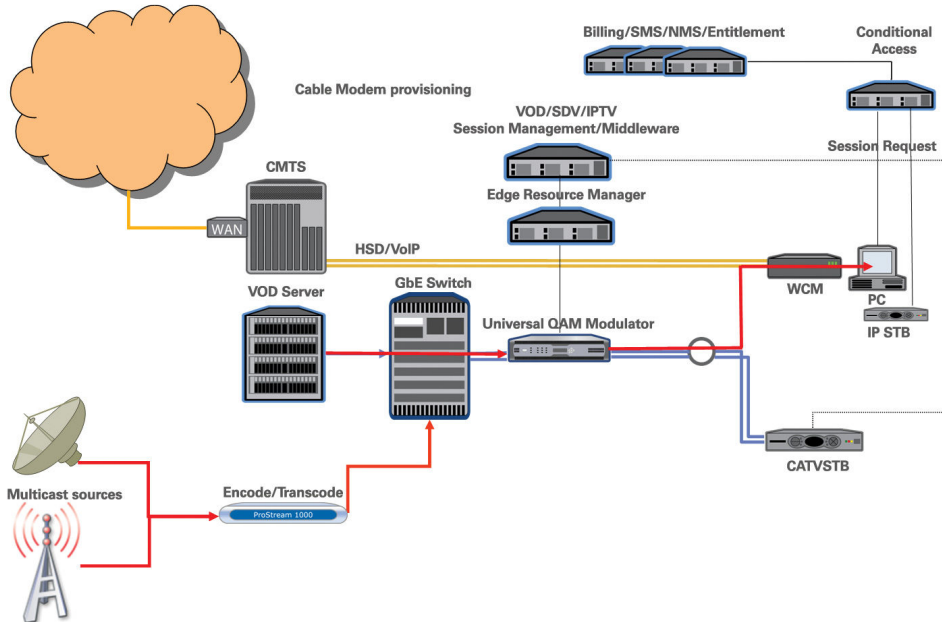 Billing/SMS/NMS/Entitlement
Conditional
Access
Cable Modem provisioning
VOD/SDV/IPTV
Session Management/Middleware
Session Request
CMTS
Edge Resource Manager
WAN
HSD/VoIP
VOD Server
GbE Switch
WCM
PC
IP STB
Universal QAM Modulator
CATVSTB
Multicast sources
Encode/Transcode
ProStream 1000